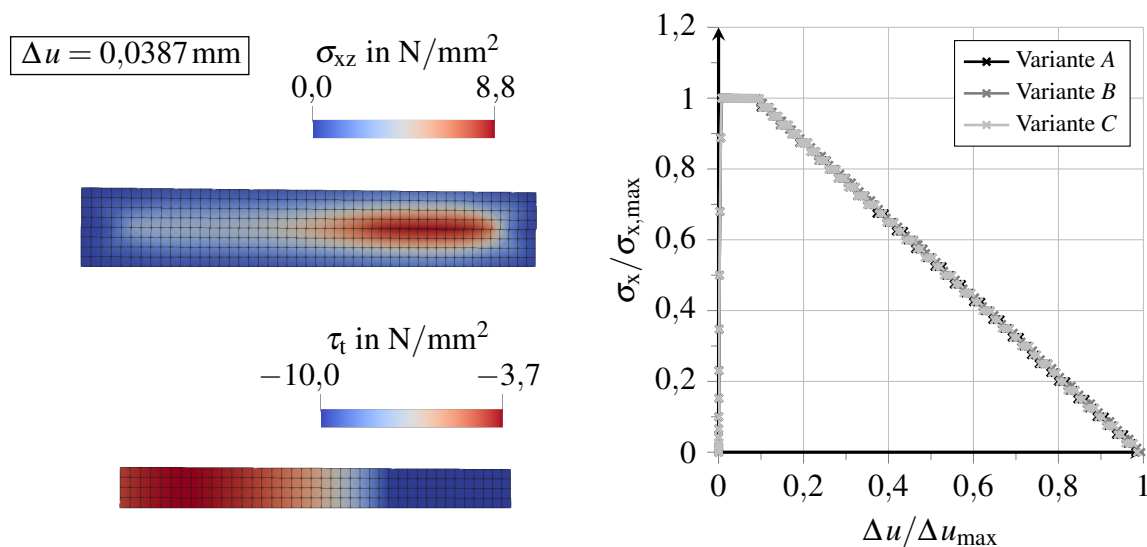 Δu = 0,0387 mm
σxz in N/mm²
0,0 8,8
τt in N/mm²
−10,0 −3,7
1,2
1
0,8
0,6
0,4
0,2
0
σx/σx,max
0 0,2 0,4 0,6 0,8 1
Δu/Δumax
Variante A
Variante B
Variante C